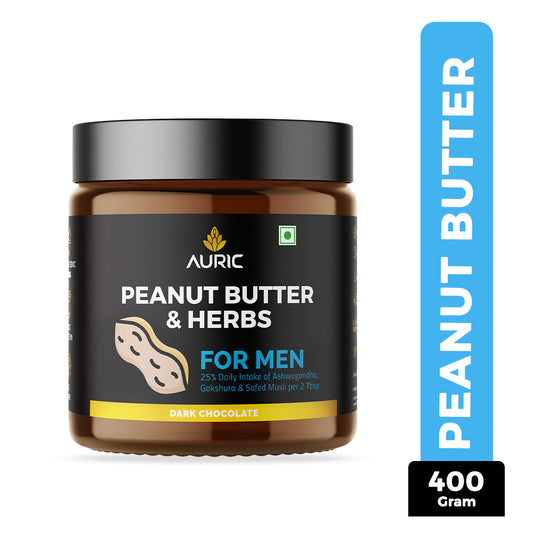 AURIC
PEANUT BUTTER
& HERBS
FOR MEN
25% Daily Intake of Ashwagandha,
Gokshura & Safed Musli per 2 Tbsp
DARK CHOCOLATE
PEANUT BUTTER
400
Gram